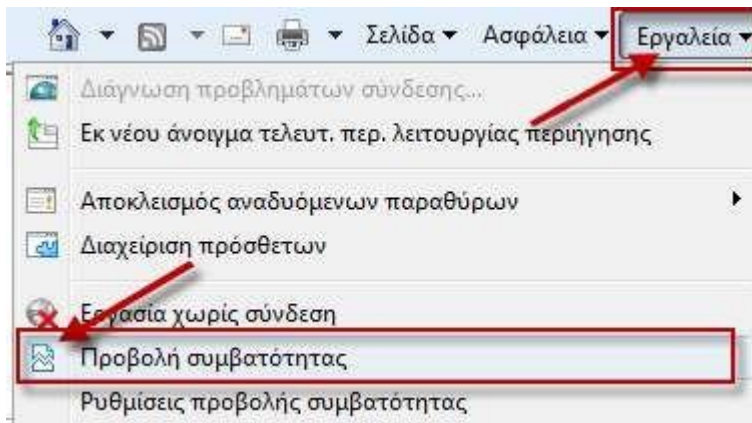 Σελίδα Ασφάλεια Εργαλεία
Διάγνωση προβλημάτων σύνδεσης...
Εκ νέου άνοιγμα τελευτ. περ. λειτουργίας περιήγησης
Αποκλεισμός αναδυόμενων παραθύρων
Διαχείριση πρόσθετων
Εργασία χωρίς σύνδεση
Προβολή συμβατότητας
Ρυθμίσεις προβολής συμβατότητας